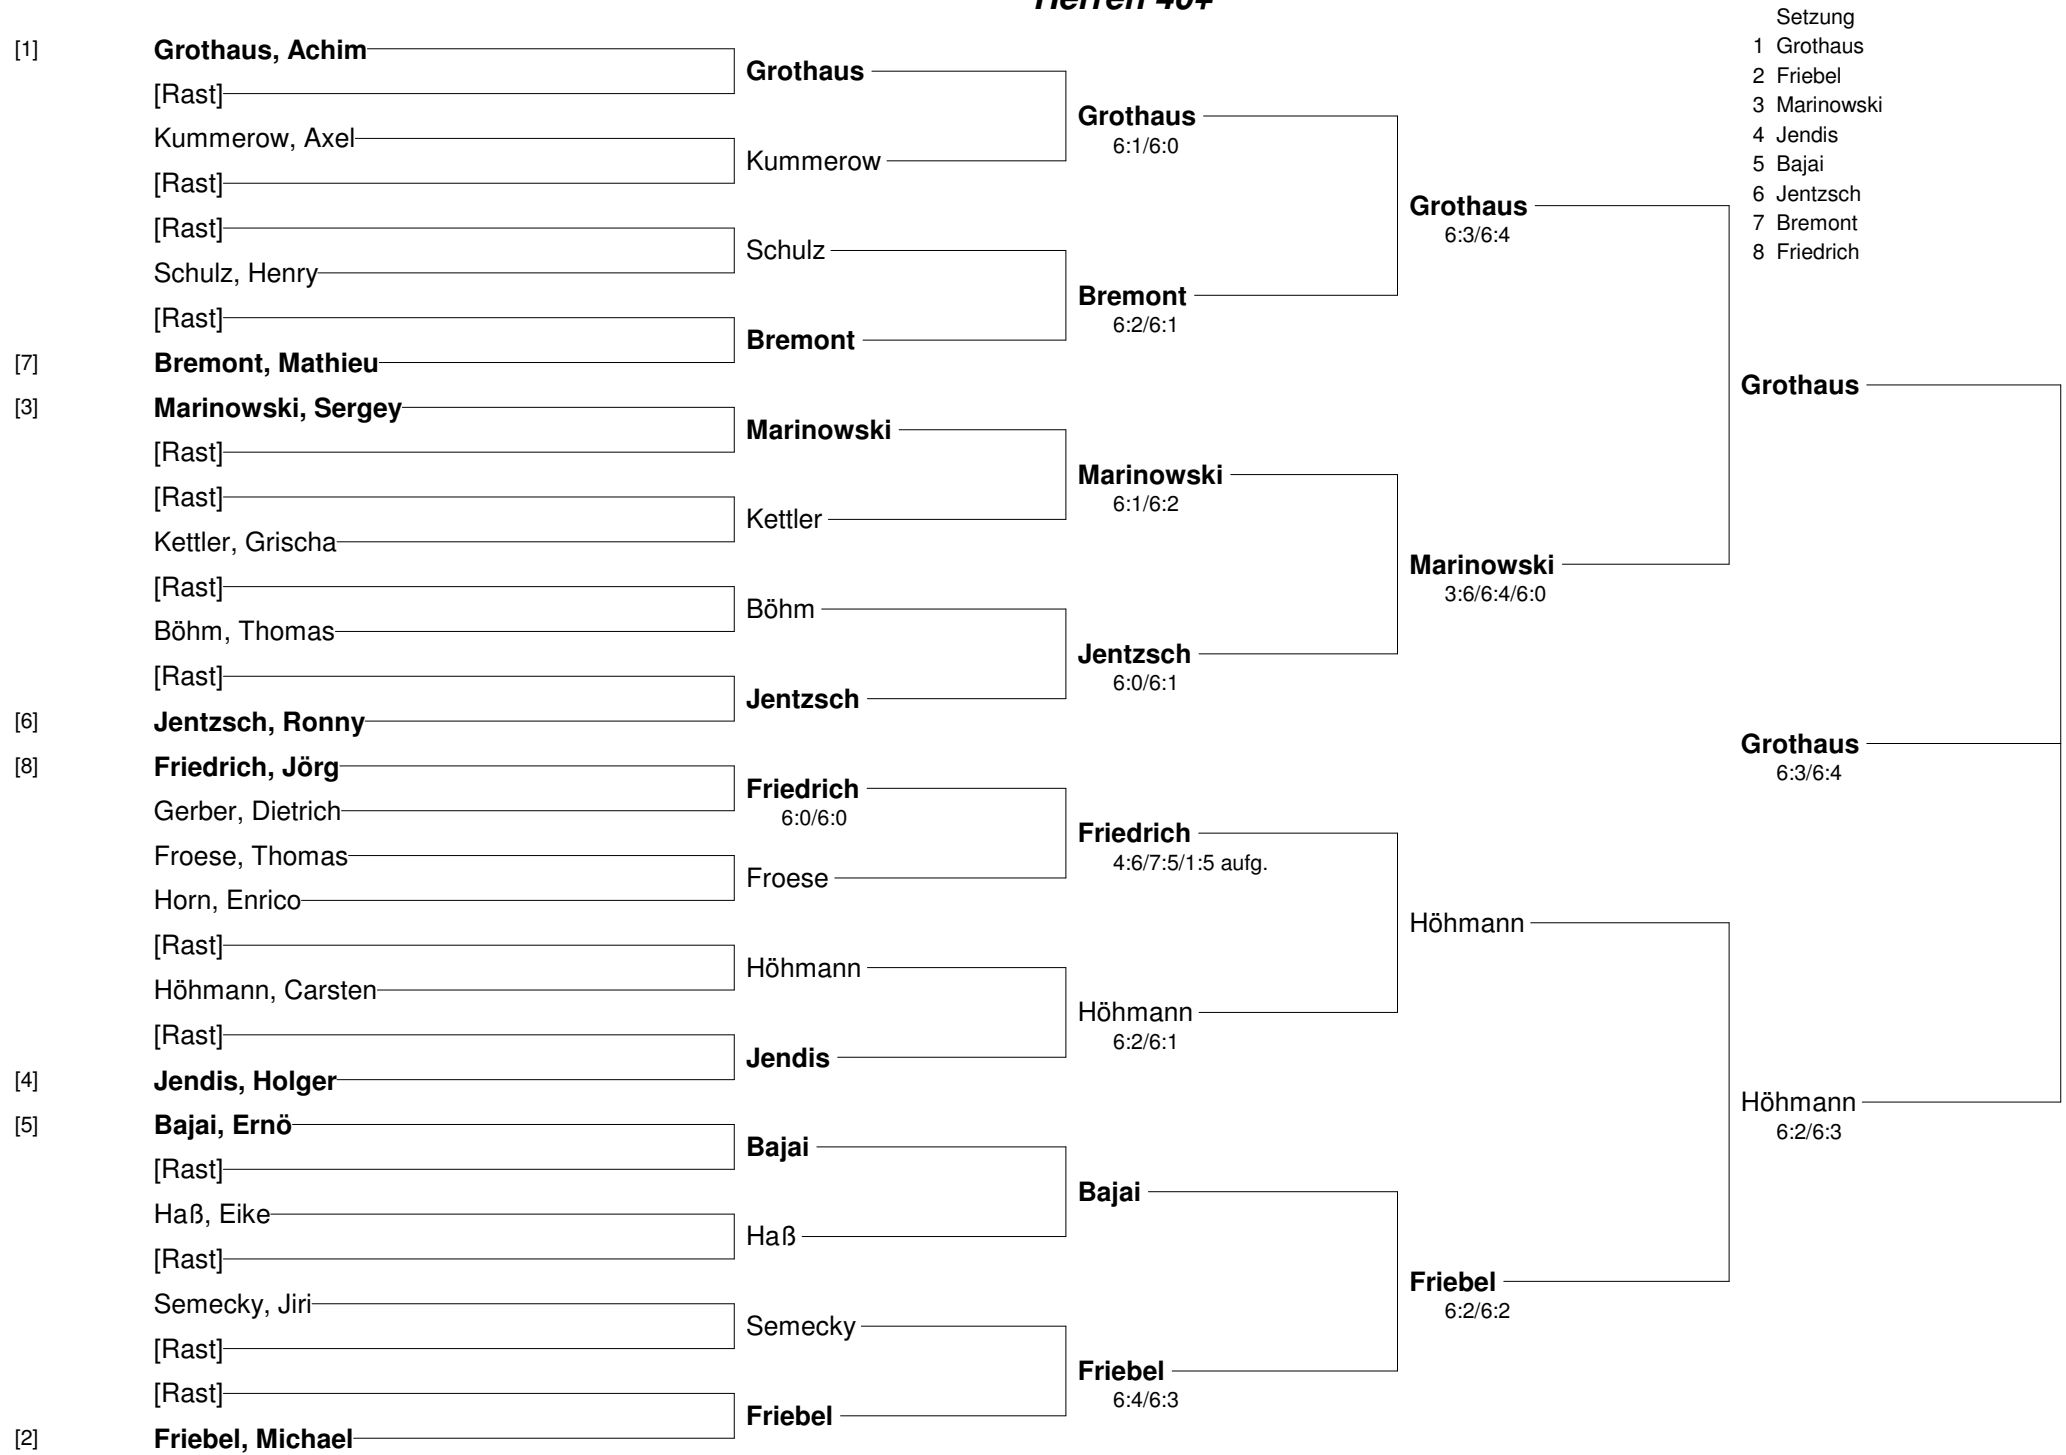 Herren 40+
Setzung
1 Grothaus
2 Friebel
3 Marinowski
4 Jendis
5 Bajai
6 Jentzsch
7 Bremont
8 Friedrich
[1] Grothaus, Achim
[Rast]
Kummerow, Axel
[Rast]
[Rast]
Schulz, Henry
[Rast]
[7] Bremont, Mathieu
[3] Marinowski, Sergey
[Rast]
[Rast]
Kettler, Grischa
[Rast]
Böhm, Thomas
[Rast]
[6] Jentzsch, Ronny
[8] Friedrich, Jörg
Gerber, Dietrich
Froese, Thomas
Horn, Enrico
[Rast]
Höhmann, Carsten
[Rast]
[4] Jendis, Holger
[5] Bajai, Ernö
[Rast]
Haß, Eike
[Rast]
Semecky, Jiri
[Rast]
[Rast]
[2] Friebel, Michael
Grothaus
Kummerow
Schulz
Bremont
Marinowski
Kettler
Böhm
Jentzsch
Friedrich
6:0/6:0
Froese
Höhmann
Jendis
Bajai
Haß
Semecky
Friebel
Grothaus
6:1/6:0
Bremont
6:2/6:1
Marinowski
6:1/6:2
Jentzsch
6:0/6:1
Friedrich
4:6/7:5/1:5 aufg.
Höhmann
6:2/6:1
Bajai
Friebel
6:4/6:3
Grothaus
6:3/6:4
Marinowski
3:6/6:4/6:0
Höhmann
Friebel
6:2/6:2
Grothaus
Grothaus
6:3/6:4
Höhmann
6:2/6:3